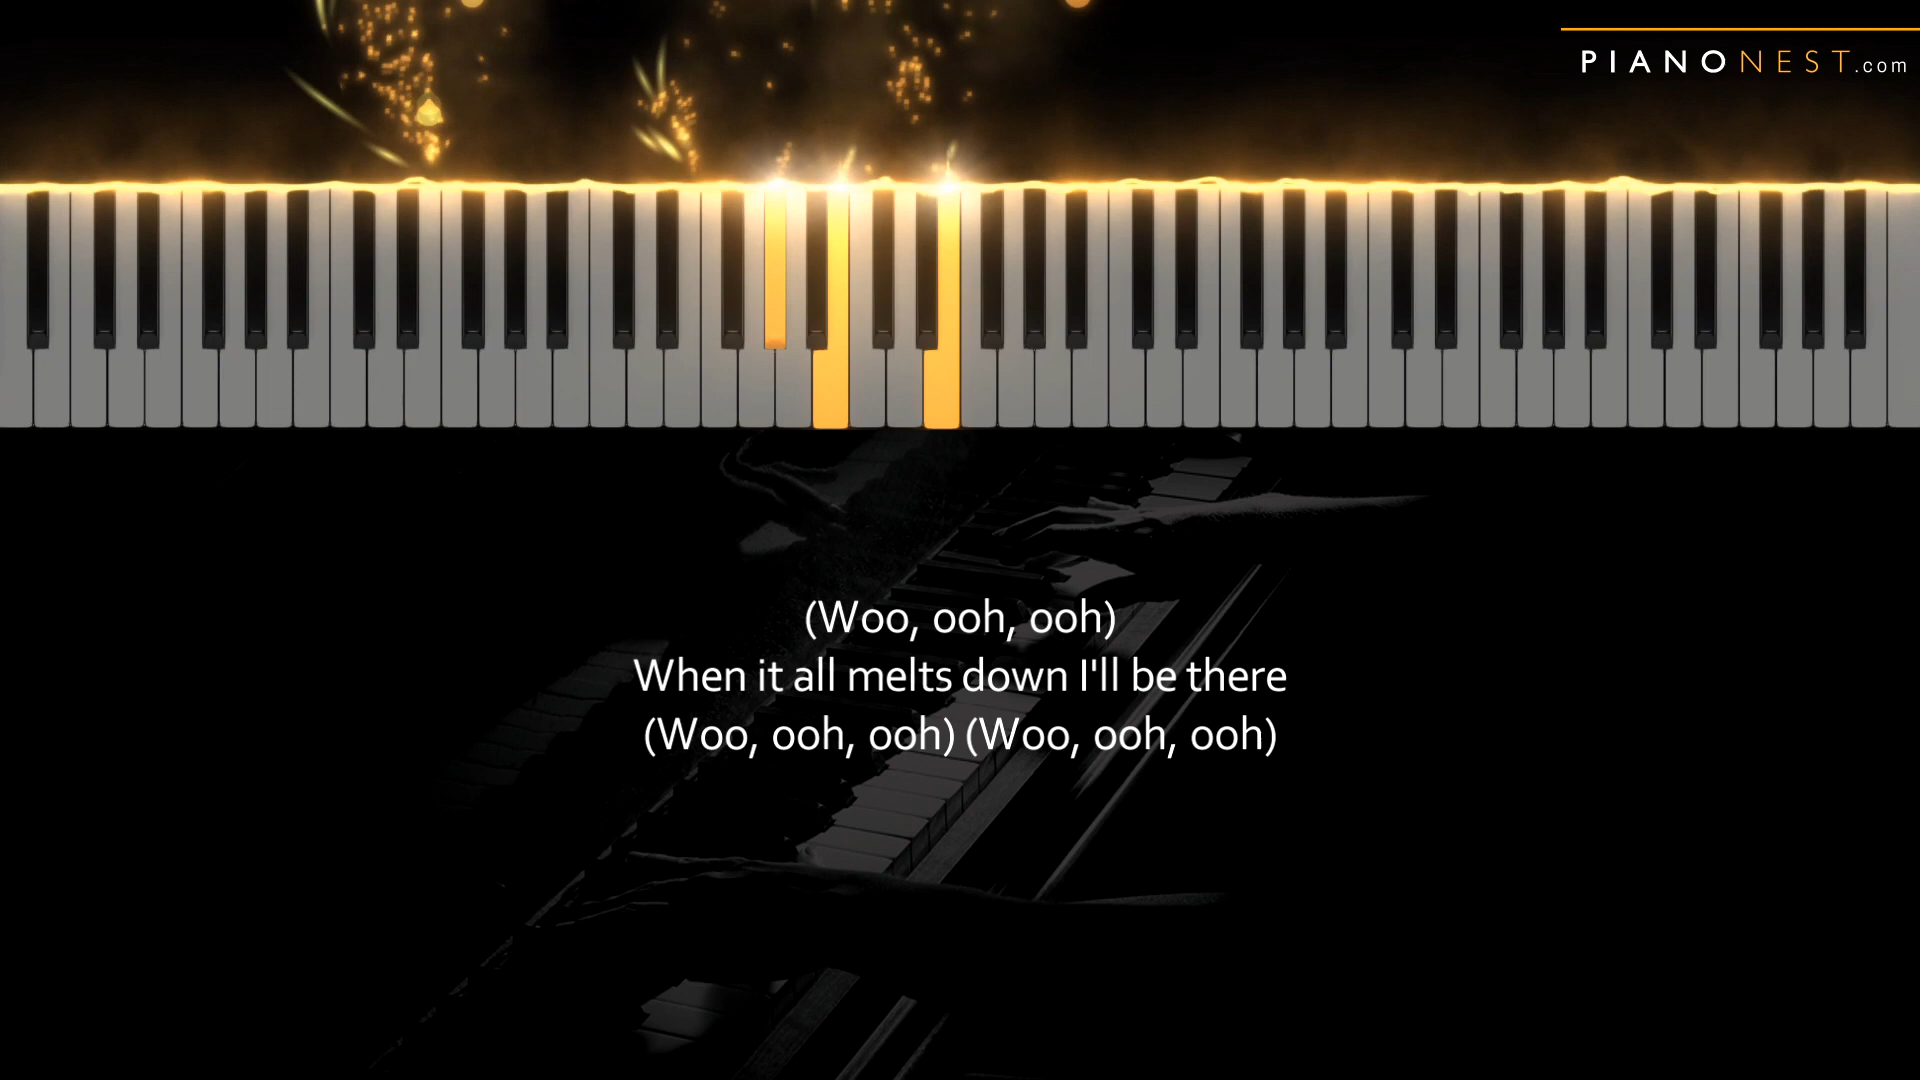 PIANONEST.com
(Woo, ooh, ooh)
When it all melts down I'll be there
(Woo, ooh, ooh) (Woo, ooh, ooh)